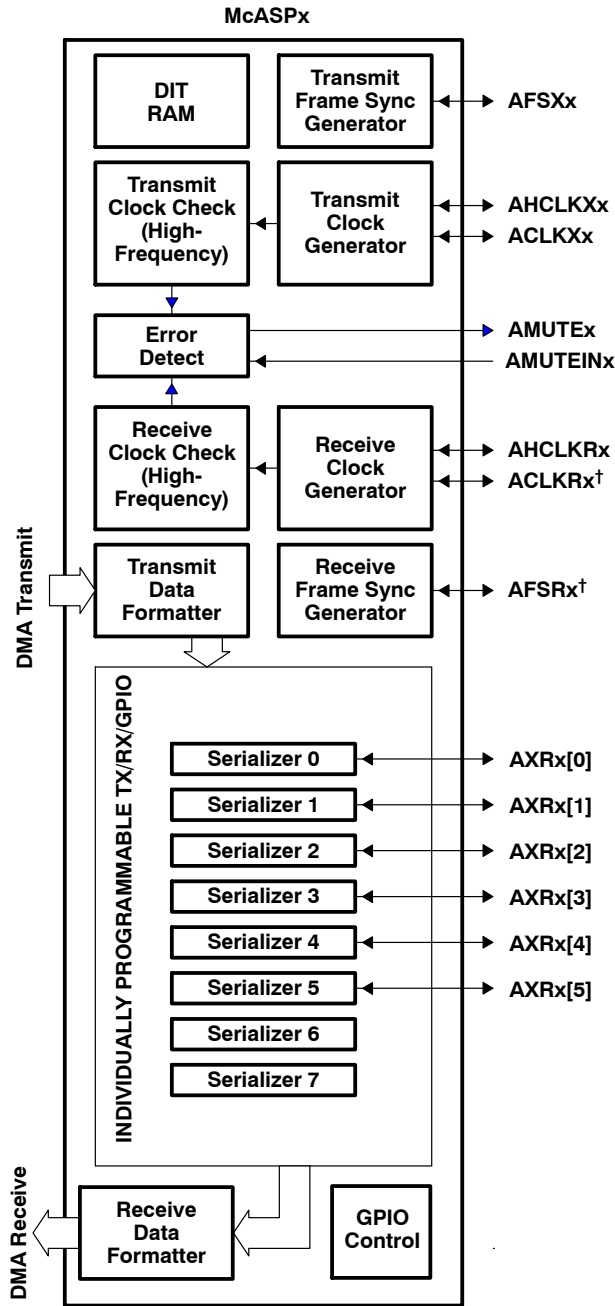 McASPx
DIT
RAM
Transmit
Frame Sync
Generator
AFSXx
Transmit
Clock Check
(High-
Frequency)
Transmit
Clock
Generator
AHCLKXx
ACLKXx
Error
Detect
AMUTEx
AMUTEINx
Receive
Clock Check
(High-
Frequency)
Receive
Clock
Generator
AHCLKRx
ACLKRx†
DMA Transmit
Transmit
Data
Formatter
Receive
Frame Sync
Generator
AFSRx†
INDIVIDUALLY PROGRAMMABLE TX/RX/GPIO
Serializer 0
AXRx[0]
Serializer 1
AXRx[1]
Serializer 2
AXRx[2]
Serializer 3
AXRx[3]
Serializer 4
AXRx[4]
Serializer 5
AXRx[5]
Serializer 6
Serializer 7
DMA Receive
Receive
Data
Formatter
GPIO
Control